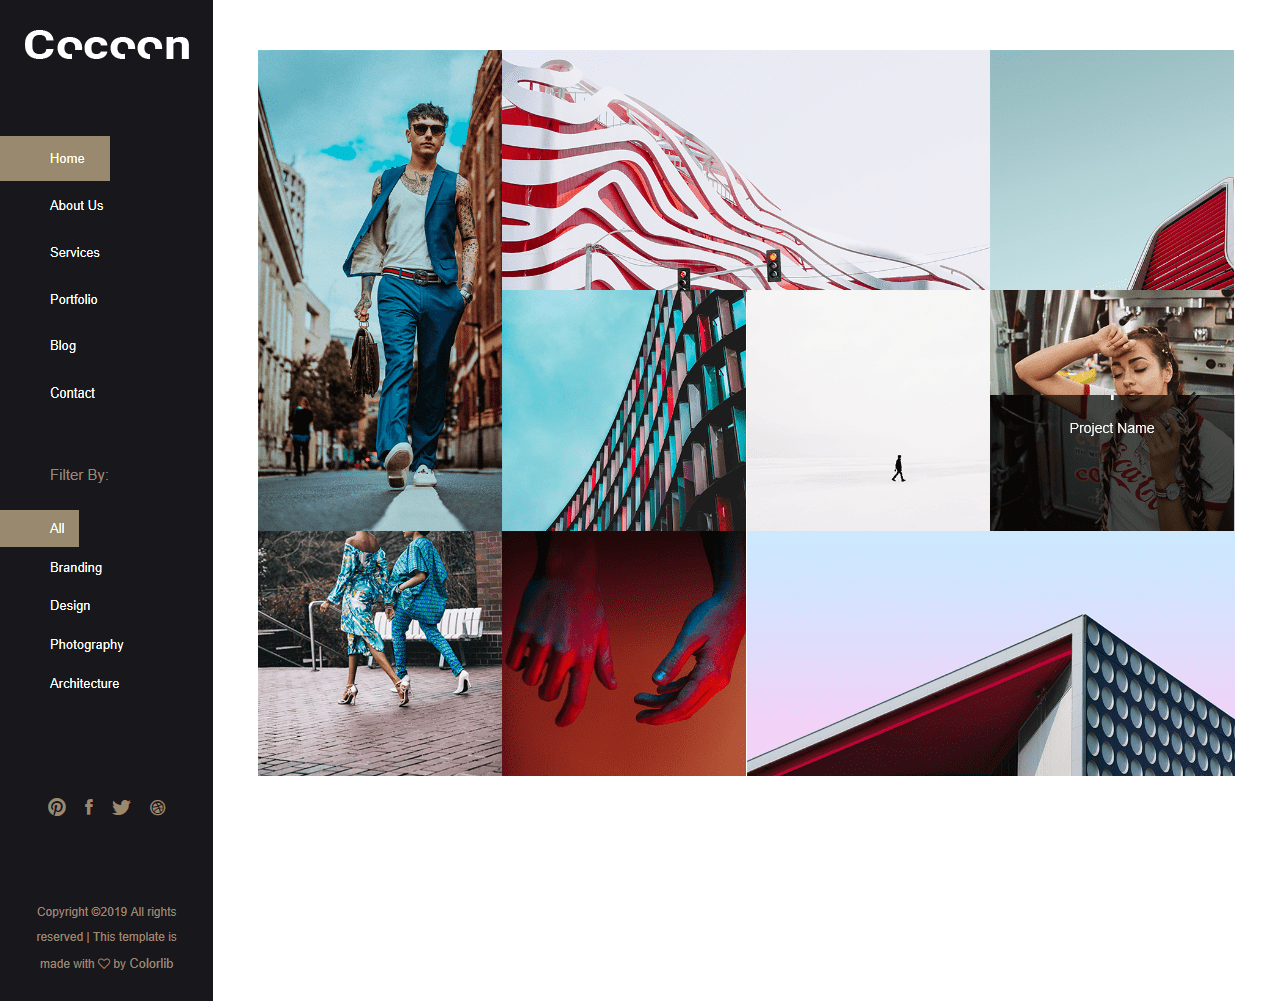 Cocoon
Home
About Us
Services
Portfolio
Blog
Contact
Filter By:
All
Branding
Design
Photography
Architecture
Copyright ©2019 All rights
reserved | This template is
made with ♡ by Colorlib
Project Name